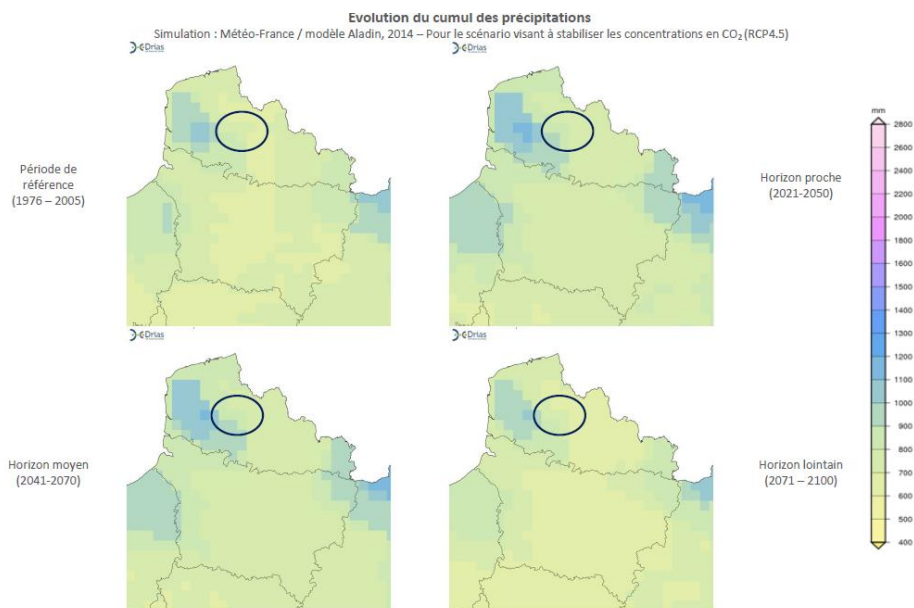 Evolution du cumul des précipitations
Simulation : Météo-France / modèle Aladin, 2014 – Pour le scénario visant à stabiliser les concentrations en CO₂ (RCP4.5)
Drias
Drias
Période de
référence
(1976 – 2005)
Horizon proche
(2021-2050)
mm
2800
2600
2400
2200
2000
1800
1600
1400
1300
1200
1100
1000
900
800
700
600
500
400
Drias
Drias
Horizon moyen
(2041-2070)
Horizon lointain
(2071 – 2100)